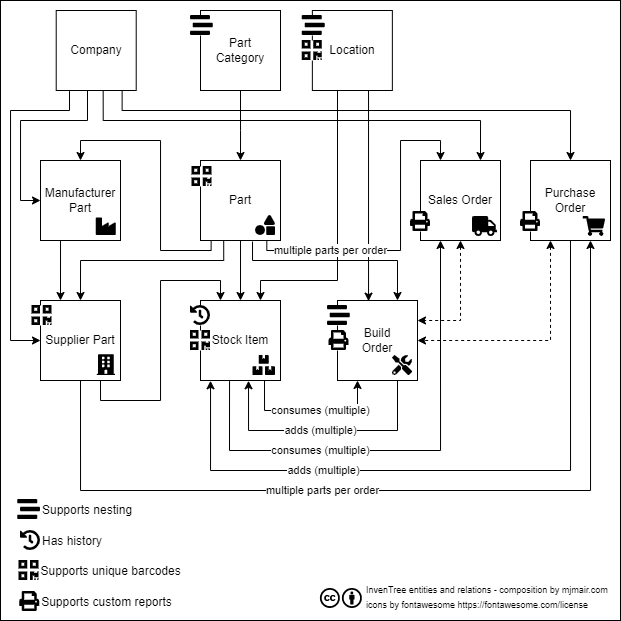 Company
Part
Category
Location
Manufacturer
Part
Part
Sales Order
Purchase
Order
multiple parts per order
Supplier Part
Stock Item
Build
Order
consumes (multiple)
adds (multiple)
consumes (multiple)
adds (multiple)
multiple parts per order
Supports nesting
Has history
Supports unique barcodes
Supports custom reports
cc
InvenTree entities and relations - composition by mjmair.com
icons by fontawesome https://fontawesome.com/license